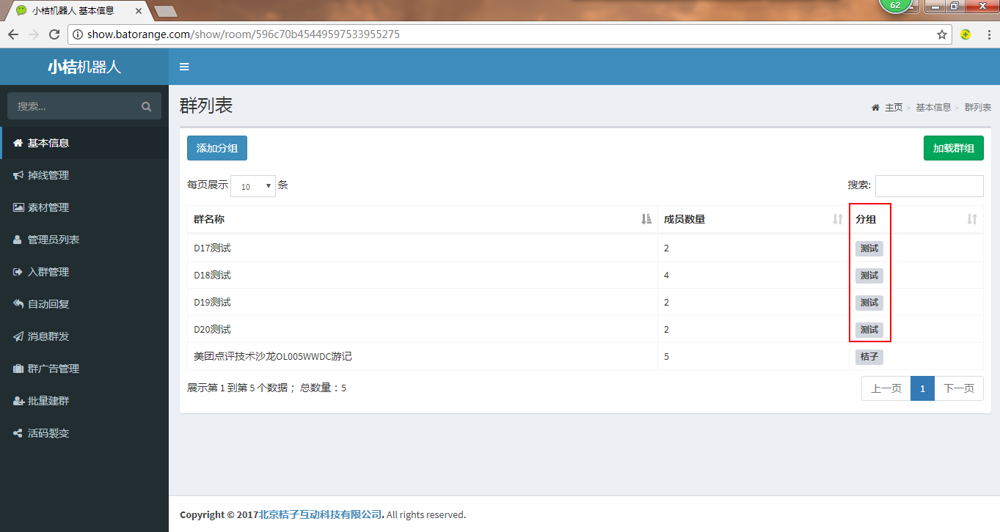 小桔机器人 基本信息
62
show.batorange.com/show/room/596c70b45449597533955275
小桔机器人
搜索...
基本信息
掉线管理
素材管理
管理员列表
入群管理
自动回复
消息群发
群广告管理
批量建群
活码裂变
群列表
主页 > 基本信息 > 群列表
添加分组
加载群组
每页展示 10 条
搜索:
群名称 成员数量 分组
D17测试 2 测试
D18测试 4 测试
D19测试 2 测试
D20测试 2 测试
美团点评技术沙龙OL005WWDC游记 5 桔子
展示第 1 到第 5 个数据； 总数量：5
上一页 1 下一页
Copyright © 2017北京桔子互动科技有限公司. All rights reserved.